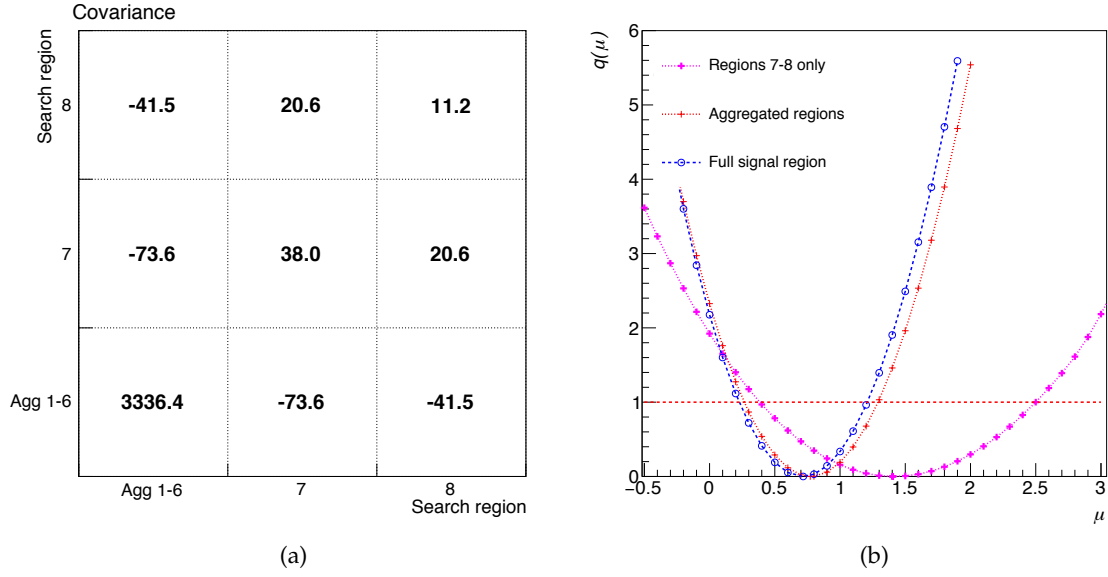 Covariance
Search region
8
-41.5
20.6
11.2
7
-73.6
38.0
20.6
Agg 1-6
3336.4
-73.6
-41.5
Agg 1-6
7
8
Search region
(a)
q(μ)
6
5
4
3
2
1
0
Regions 7-8 only
Aggregated regions
Full signal region
−0.5
0
0.5
1
1.5
2
2.5
3
μ
(b)